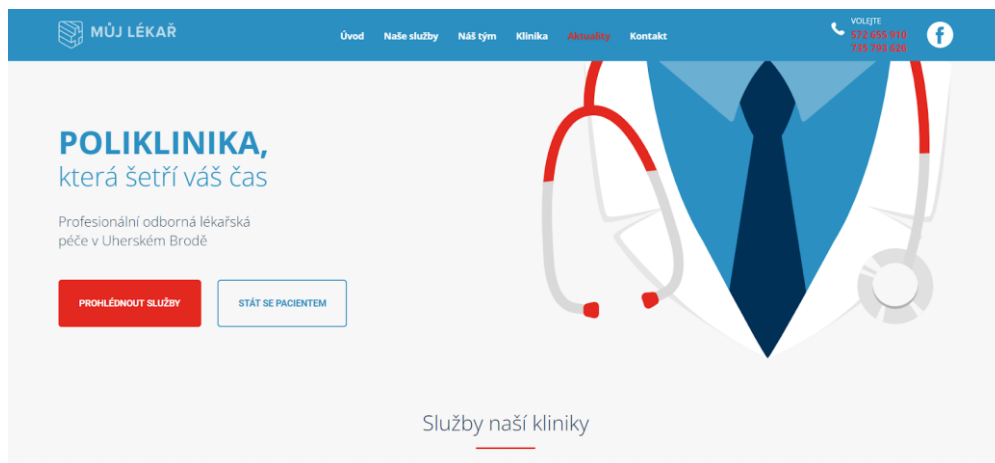 MŮJ LÉKAŘ
Úvod Naše služby Náš tým Klinika Aktuality Kontakt
VOLEJTE
572 655 910
735 793 626
POLIKLINIKA,
která šetří váš čas
Profesionální odborná lékařská
péče v Uherském Brodě
PROHLÉDNOUT SLUŽBY STÁT SE PACIENTEM
Služby naší kliniky